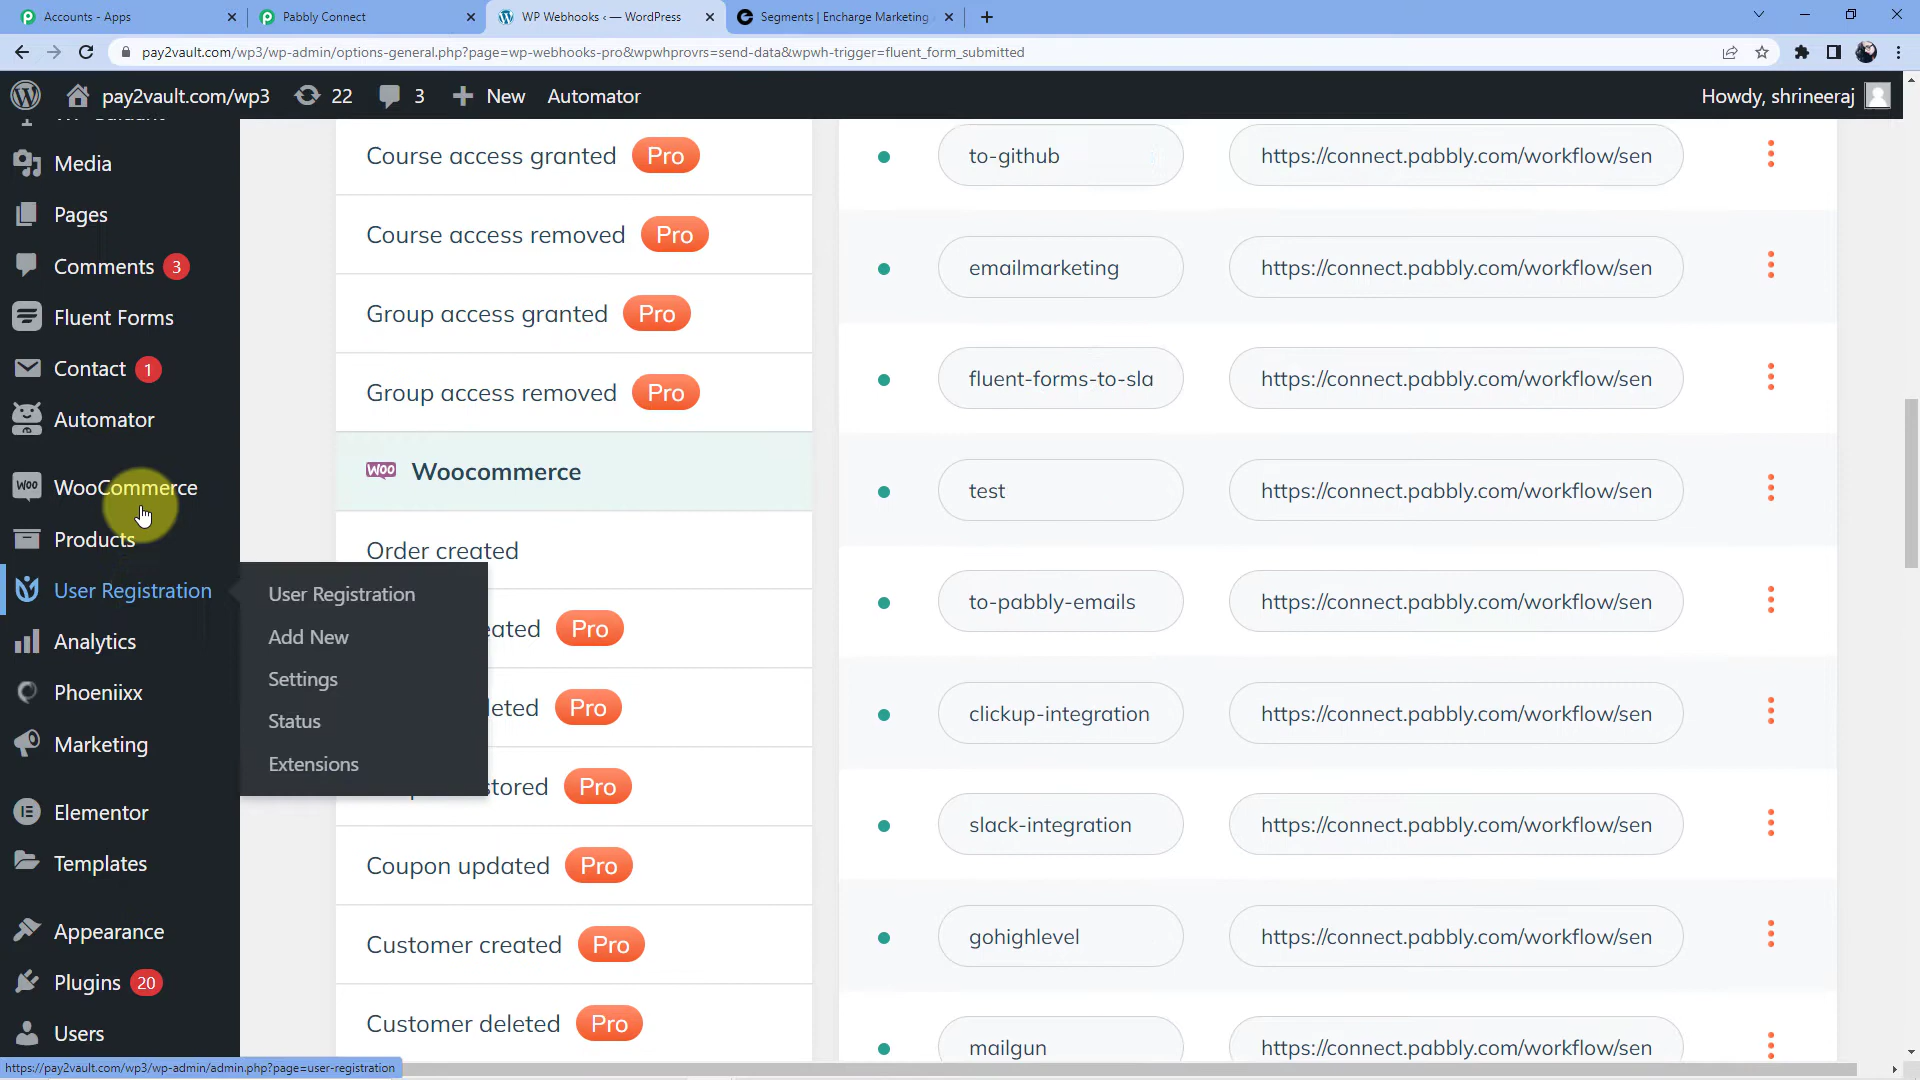 Accounts - Apps
Pabbly Connect
WP Webhooks ‹ — WordPress
Segments | Encharge Marketing
pay2vault.com/wp3/wp-admin/options-general.php?page=wp-webhooks-pro&wpwhprovrs=send-data&wpwh-trigger=fluent_form_submitted
pay2vault.com/wp3
22
3
New
Automator
Howdy, shrineeraj
Media
Pages
Comments 3
Fluent Forms
Contact 1
Automator
WooCommerce
Products
User Registration
Analytics
Phoeniixx
Marketing
Elementor
Templates
Appearance
Plugins 20
Users
User Registration
Add New
Settings
Status
Extensions
Course access granted Pro
Course access removed Pro
Group access granted Pro
Group access removed Pro
Woo Woocommerce
Order created
Pro
Pro
Pro
Coupon updated Pro
Customer created Pro
Customer deleted Pro
to-github https://connect.pabbly.com/workflow/sen
emailmarketing https://connect.pabbly.com/workflow/sen
fluent-forms-to-sla https://connect.pabbly.com/workflow/sen
test https://connect.pabbly.com/workflow/sen
to-pabbly-emails https://connect.pabbly.com/workflow/sen
clickup-integration https://connect.pabbly.com/workflow/sen
slack-integration https://connect.pabbly.com/workflow/sen
gohighlevel https://connect.pabbly.com/workflow/sen
mailgun https://connect.pabbly.com/workflow/sen
https://pay2vault.com/wp3/wp-admin/admin.php?page=user-registration